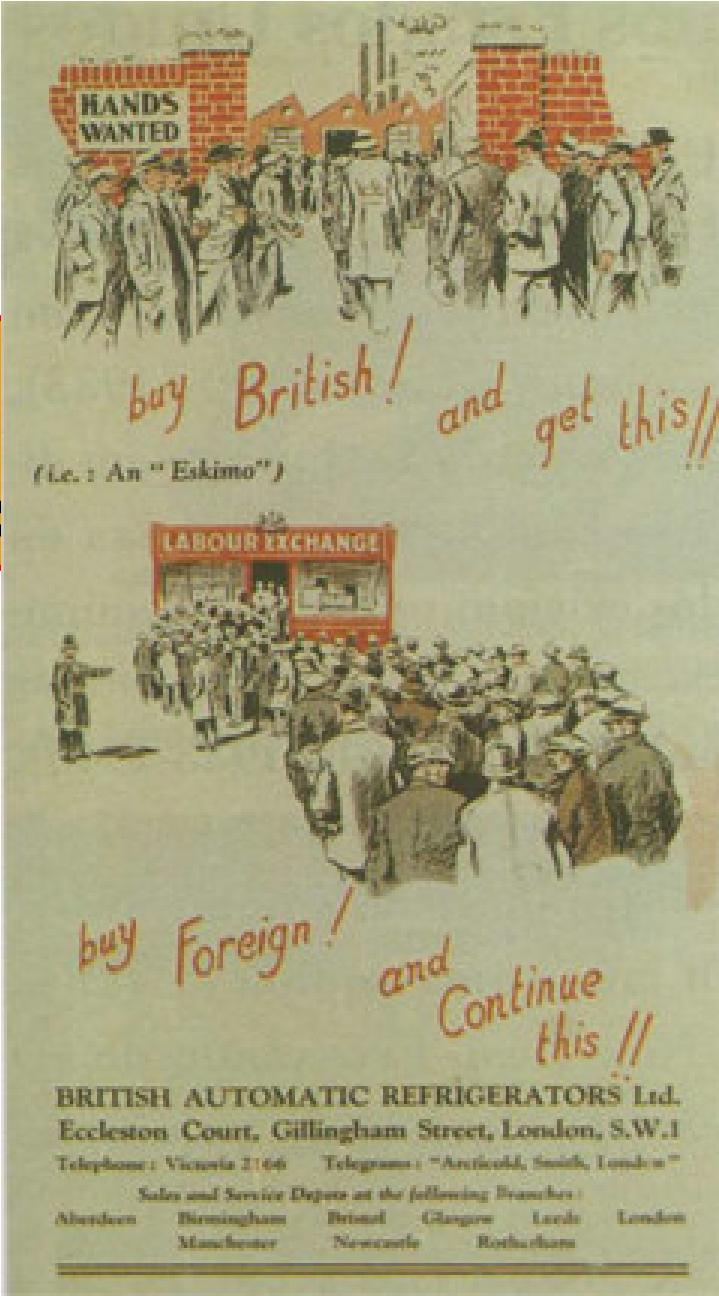 HANDS
WANTED
buy British! and get this!!
(i.e. : An "Eskimo")
LABOUR EXCHANGE
buy Foreign! and
Continue
this!!
BRITISH AUTOMATIC REFRIGERATORS Ltd.
Eccleston Court, Gillingham Street, London, S.W.1
Telephone: Victoria 2166 Telegrams: "Arcticold, Smith, London"
Sales and Service Depots at the following Branches:
Aberdeen Birmingham Bristol Glasgow Leeds London
Manchester Newcastle Rotherham